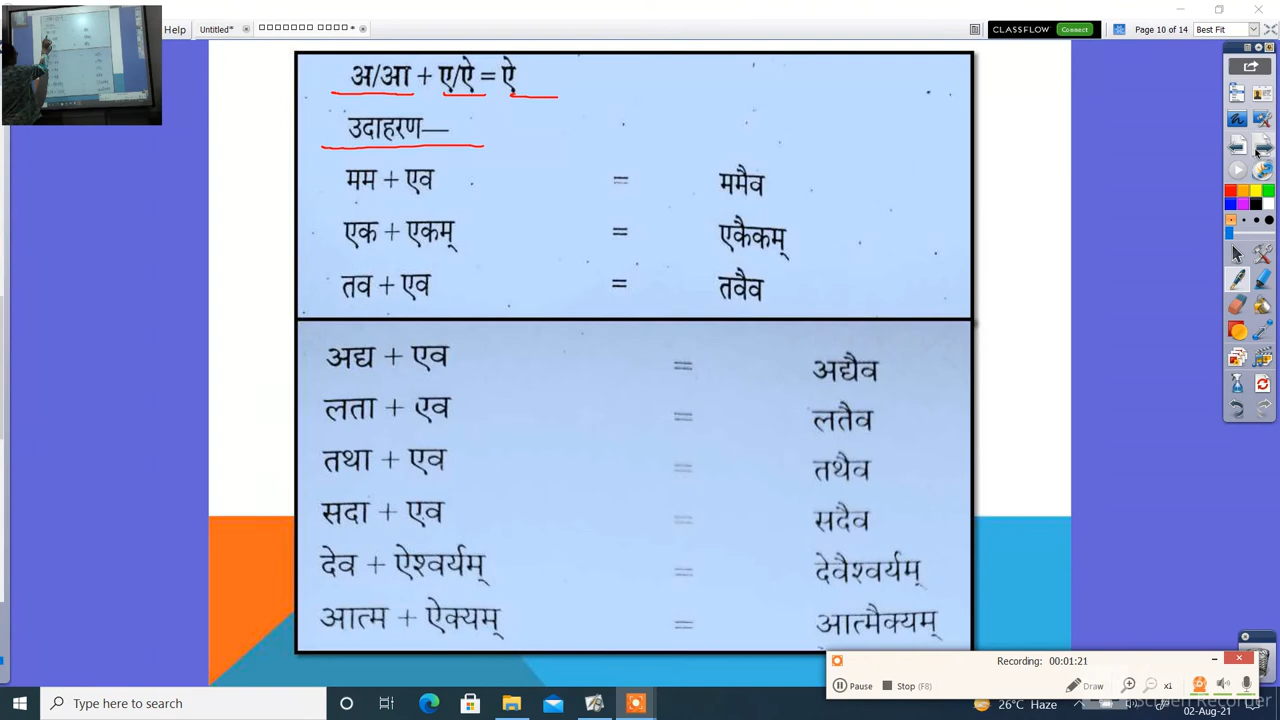 Help
Untitled*
CLASSFLOW Connect
Page 10 of 14
Best Fit
अ/आ + ए/ऐ = ऐ
उदाहरण—
मम + एव = ममैव
एक + एकम् = एकैकम्
तव + एव = तवैव
अद्य + एव = अद्यैव
लता + एव = लतैव
तथा + एव = तथैव
सदा + एव = सदैव
देव + ऐश्वर्यम् = देवैश्वर्यम्
आत्म + ऐक्यम् = आत्मैक्यम्
Recording: 00:01:21
Pause
Stop (F8)
x1
Draw
Screen Recorder
Type here to search
26°C Haze
02-Aug-21